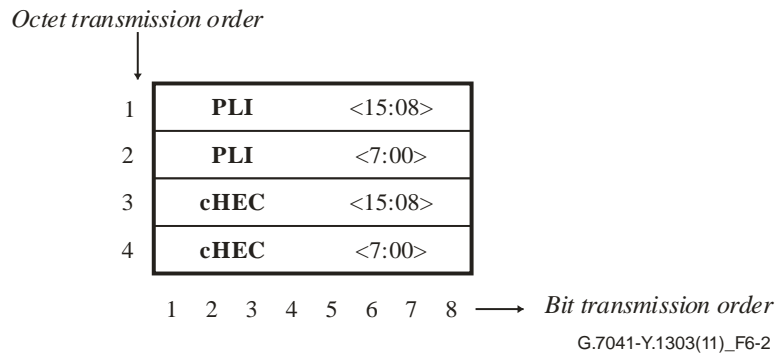 Octet transmission order
1 PLI <15:08>
2 PLI <7:00>
3 cHEC <15:08>
4 cHEC <7:00>
1 2 3 4 5 6 7 8 Bit transmission order
G.7041-Y.1303(11)_F6-2